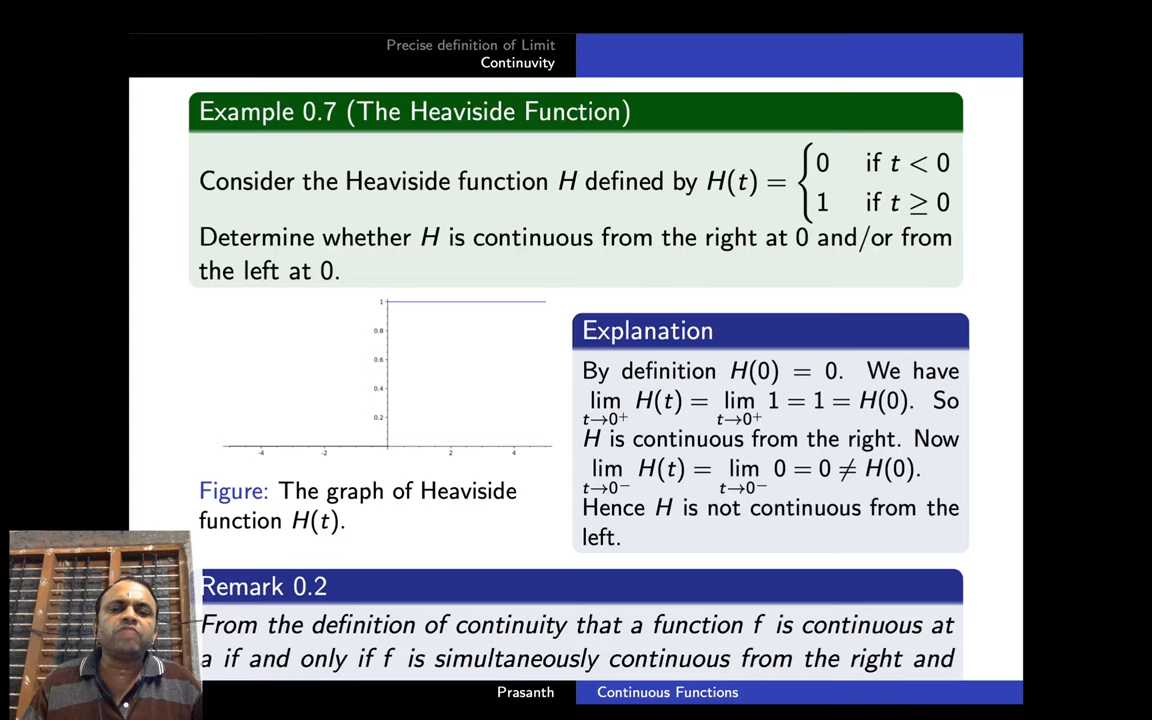 Precise definition of Limit
Continuvity
Example 0.7 (The Heaviside Function)
Consider the Heaviside function H defined by H(t) = { 0 if t < 0
1 if t ≥ 0
Determine whether H is continuous from the right at 0 and/or from
the left at 0.
1
0.8
0.6
0.4
0.2
-4 -2 2 4
Figure: The graph of Heaviside
function H(t).
Explanation
By definition H(0) = 0. We have
lim t→0⁺ H(t) = lim t→0⁺ 1 = 1 = H(0). So
H is continuous from the right. Now
lim t→0⁻ H(t) = lim t→0⁻ 0 = 0 ≠ H(0).
Hence H is not continuous from the
left.
Remark 0.2
From the definition of continuity that a function f is continuous at
a if and only if f is simultaneously continuous from the right and
Prasanth Continuous Functions